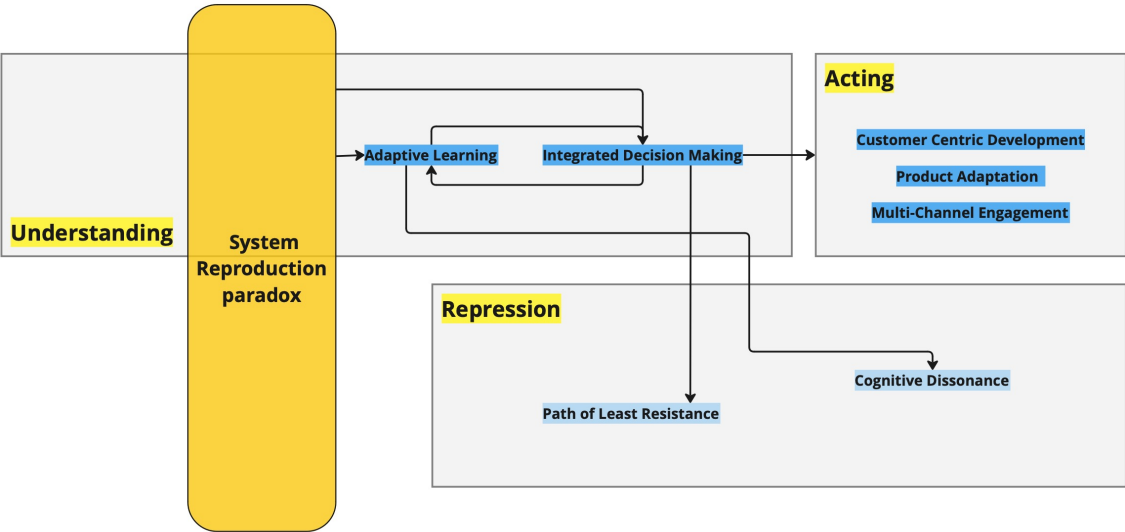 Acting
Customer Centric Development
Adaptive Learning
Integrated Decision Making
Product Adaptation
Multi-Channel Engagement
Understanding
System
Reproduction
paradox
Repression
Cognitive Dissonance
Path of Least Resistance